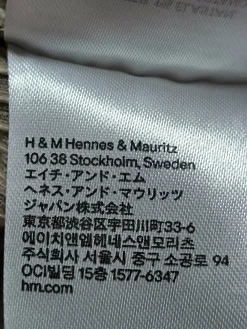 H & M Hennes & Mauritz
106 38 Stockholm, Sweden
エイチ・アンド・エム
ヘネス・アンド・マウリッツ
ジャパン株式会社
東京都渋谷区宇田川町33-6
에이치앤엠헤네스앤모리츠
주식회사 서울시 중구 소공로 94
OCI빌딩 15층 1577-6347
hm.com